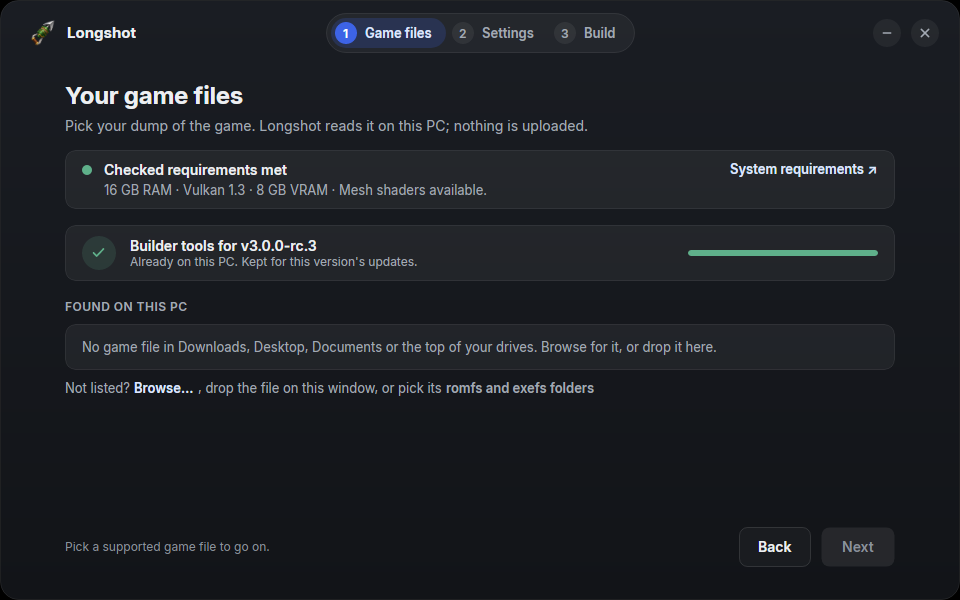 Longshot
1 Game files 2 Settings 3 Build
Your game files
Pick your dump of the game. Longshot reads it on this PC; nothing is uploaded.
Checked requirements met
System requirements ↗
16 GB RAM · Vulkan 1.3 · 8 GB VRAM · Mesh shaders available.
Builder tools for v3.0.0-rc.3
Already on this PC. Kept for this version's updates.
FOUND ON THIS PC
No game file in Downloads, Desktop, Documents or the top of your drives. Browse for it, or drop it here.
Not listed? Browse... , drop the file on this window, or pick its romfs and exefs folders
Pick a supported game file to go on.
Back
Next